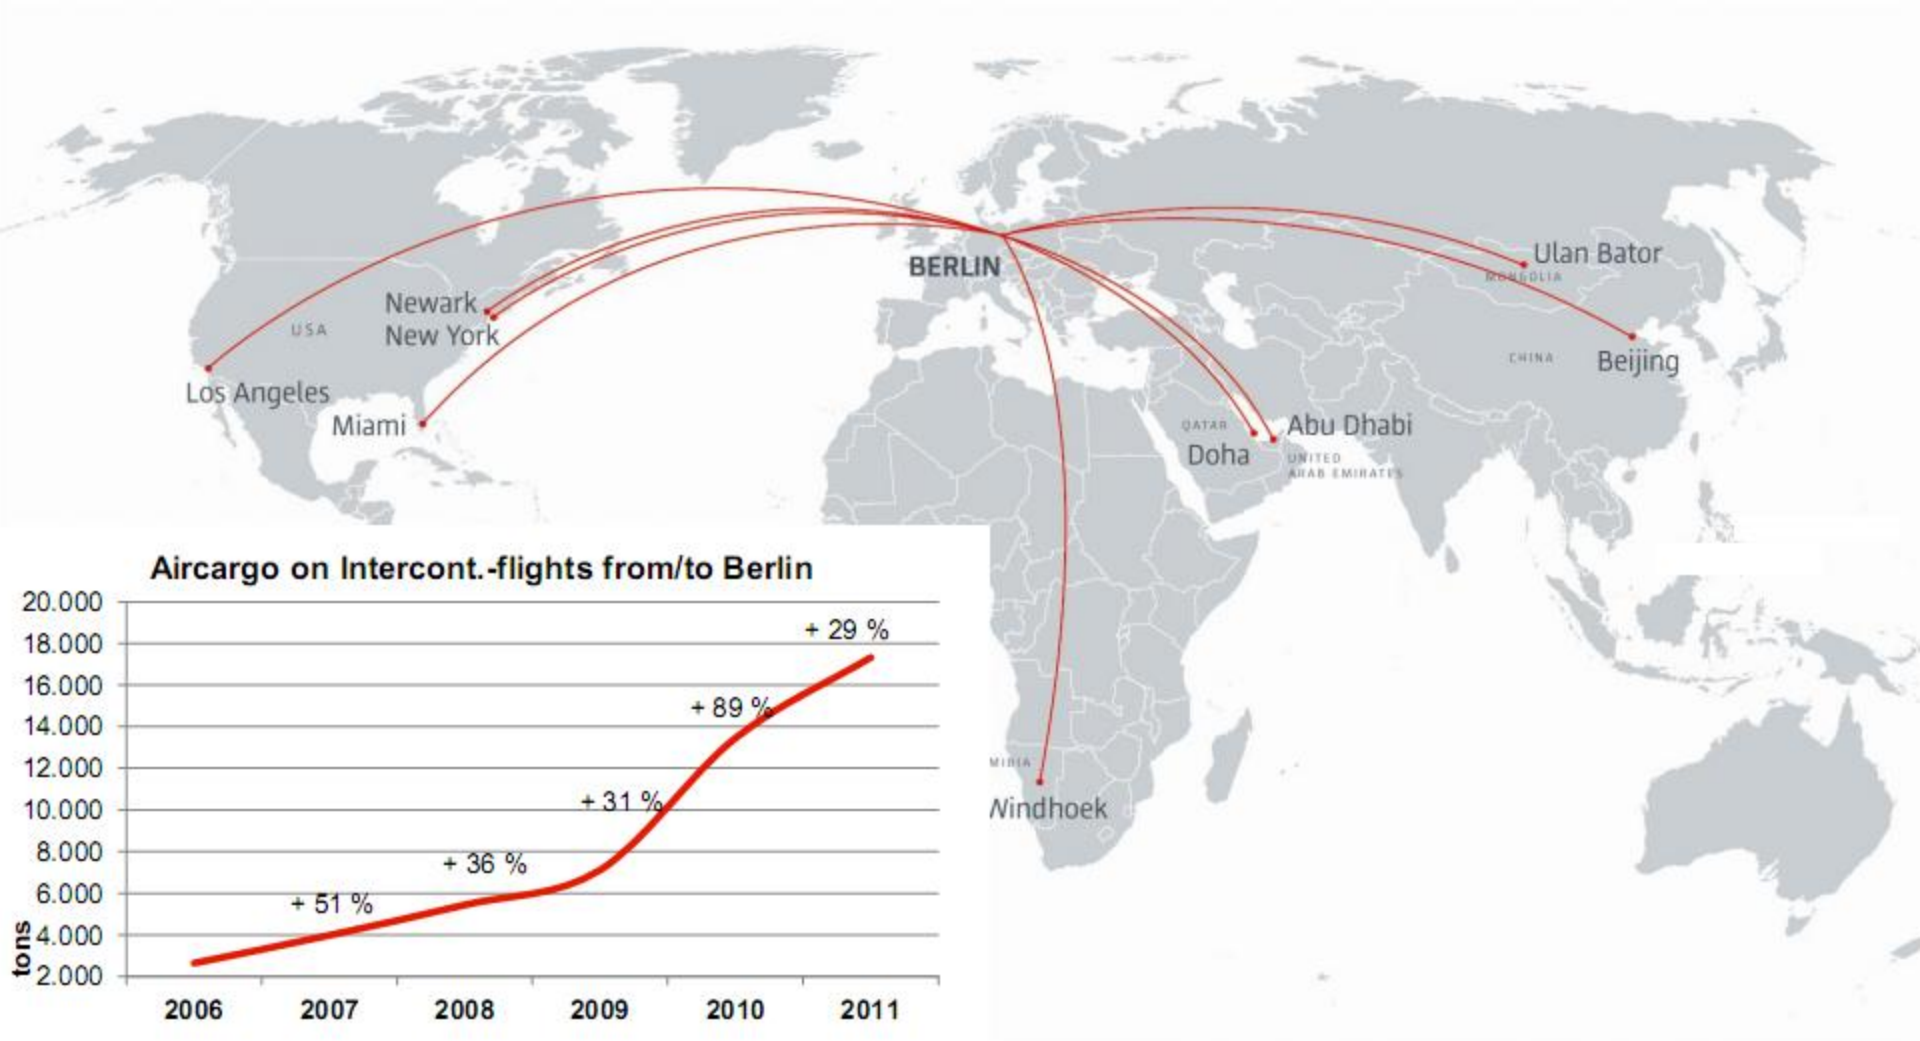 Ulan Bator
BERLIN
MONGOLIA
Newark
USA
New York
CHINA
Beijing
Los Angeles
Miami
QATAR
Abu Dhabi
Doha
UNITED
ARAB EMIRATES
Aircargo on Intercont.-flights from/to Berlin
20.000
+ 29 %
18.000
16.000
+ 89 %
14.000
12.000
MIBIA
+ 31 %
10.000
Windhoek
8.000
+ 36 %
6.000
+ 51 %
4.000
tons
2.000
2006 2007 2008 2009 2010 2011